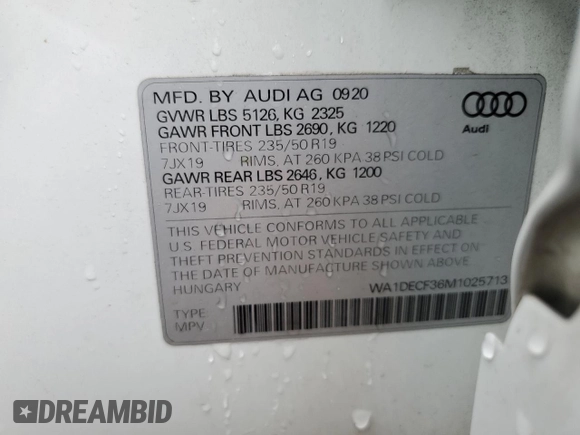 MFD. BY AUDI AG 09.20
GVWR LBS 5126, KG 2325
GAWR FRONT LBS 2690, KG 1220
FRONT-TIRES 235/50 R19
7JX19 RIMS, AT 260 KPA 38 PSI COLD
GAWR REAR LBS 2646, KG 1200
REAR-TIRES 235/50 R19
7JX19 RIMS, AT 260 KPA 38 PSI COLD
Audi
THIS VEHICLE CONFORMS TO ALL APPLICABLE
U.S. FEDERAL MOTOR VEHICLE SAFETY AND
THEFT PREVENTION STANDARDS IN EFFECT ON
THE DATE OF MANUFACTURE SHOWN ABOVE.
HUNGARY
WA1DECF36M1025713
TYPE:
MPV
DREAMBID